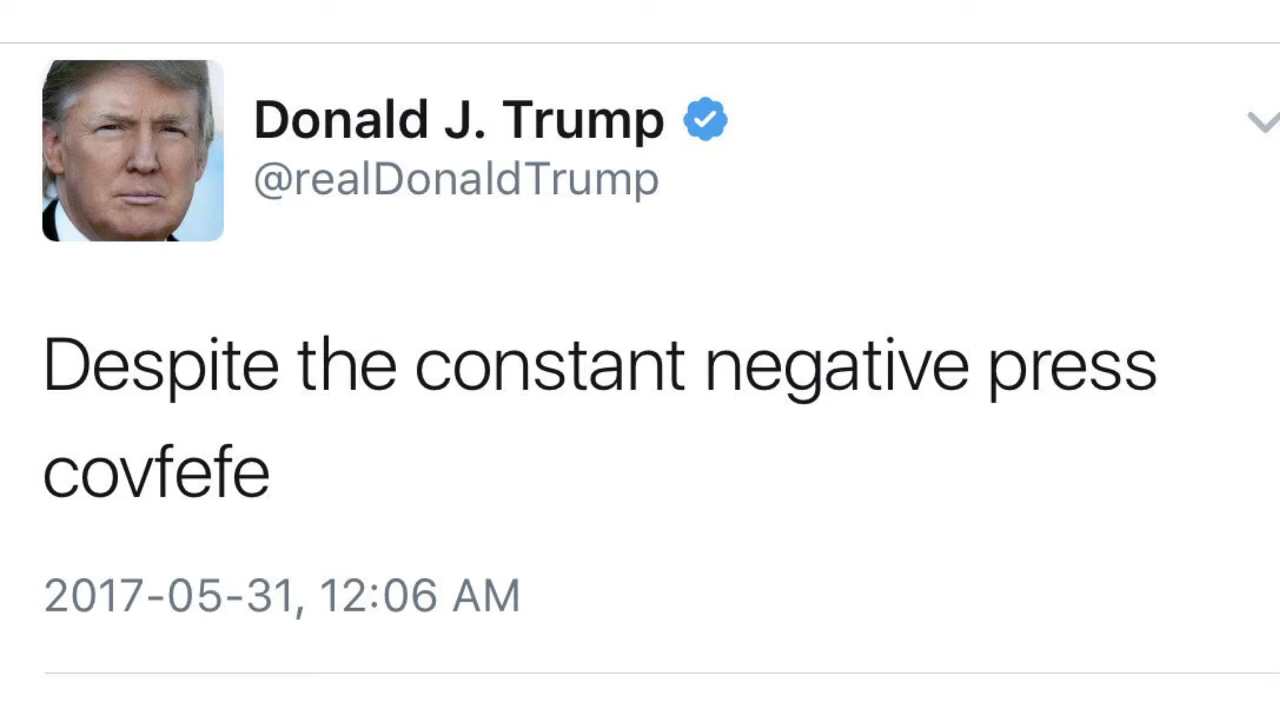 Donald J. Trump
@realDonaldTrump
Despite the constant negative press
covfefe
2017-05-31, 12:06 AM